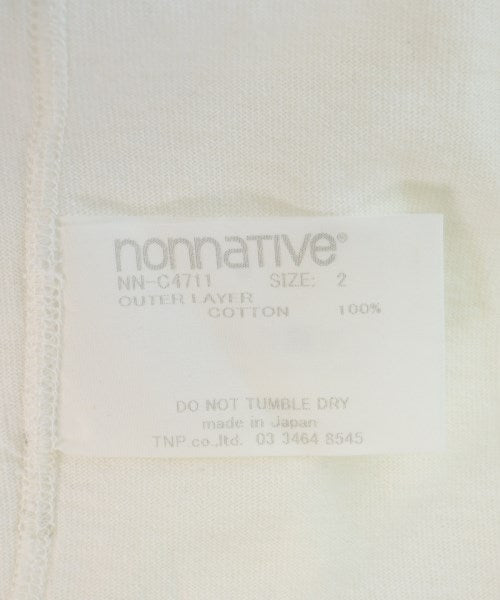 nonnative®
NN-C4711 SIZE: 2
OUTER LAYER
COTTON 100%
DO NOT TUMBLE DRY
made in Japan
TNP.co.,ltd. 03 3464 8545